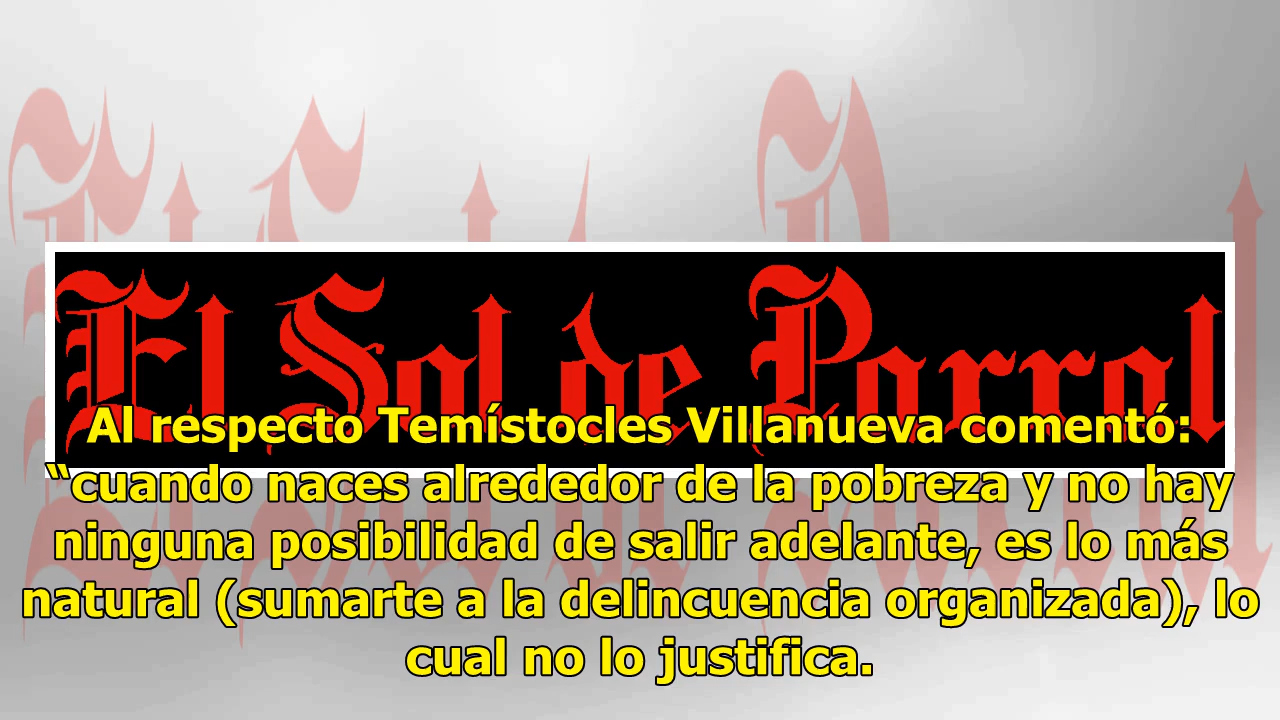 El Sol de Parral
Al respecto Temístocles Villanueva comentó:
“cuando naces alrededor de la pobreza y no hay
ninguna posibilidad de salir adelante, es lo más
natural (sumarte a la delincuencia organizada), lo
cual no lo justifica.